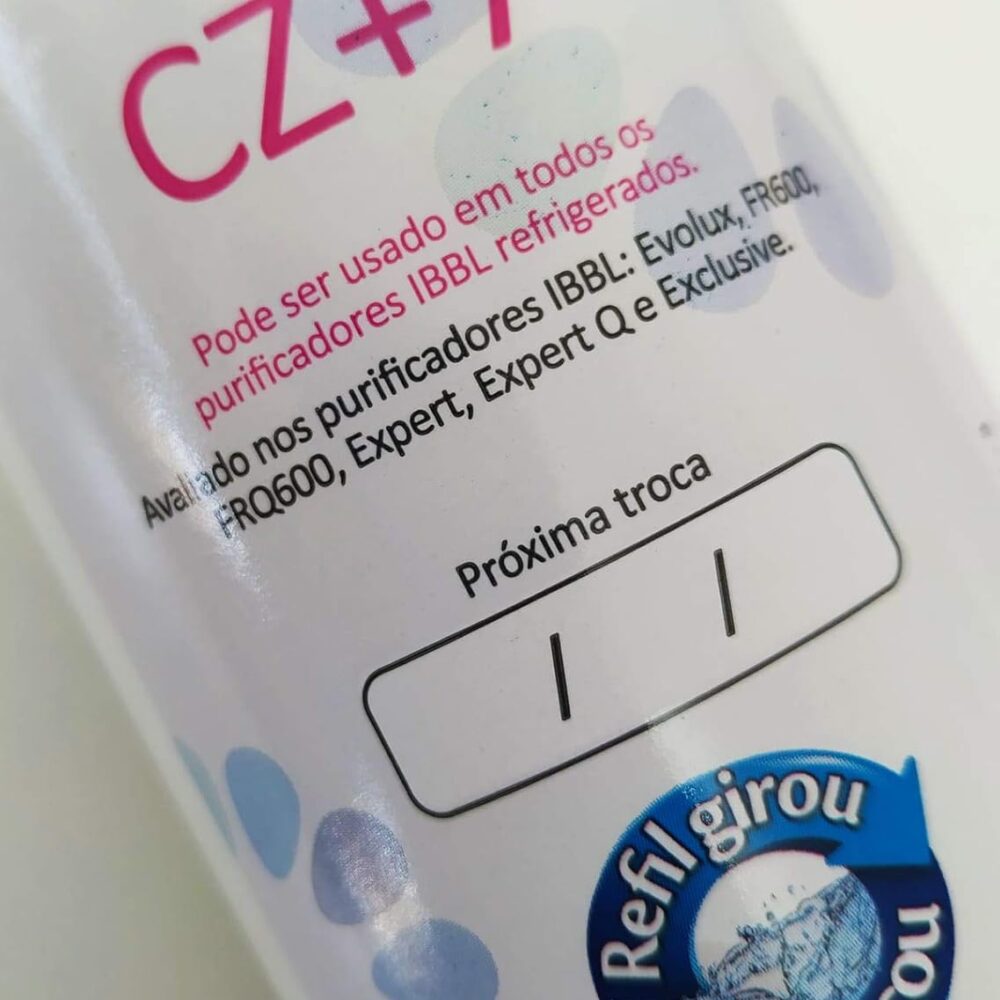 CZ+7
Pode ser usado em todos os
purificadores IBBL refrigerados.
Avaliado nos purificadores IBBL: Evolux, FR600,
FRQ600, Expert, Expert Q e Exclusive.
Próxima troca
/ /
Refil girou